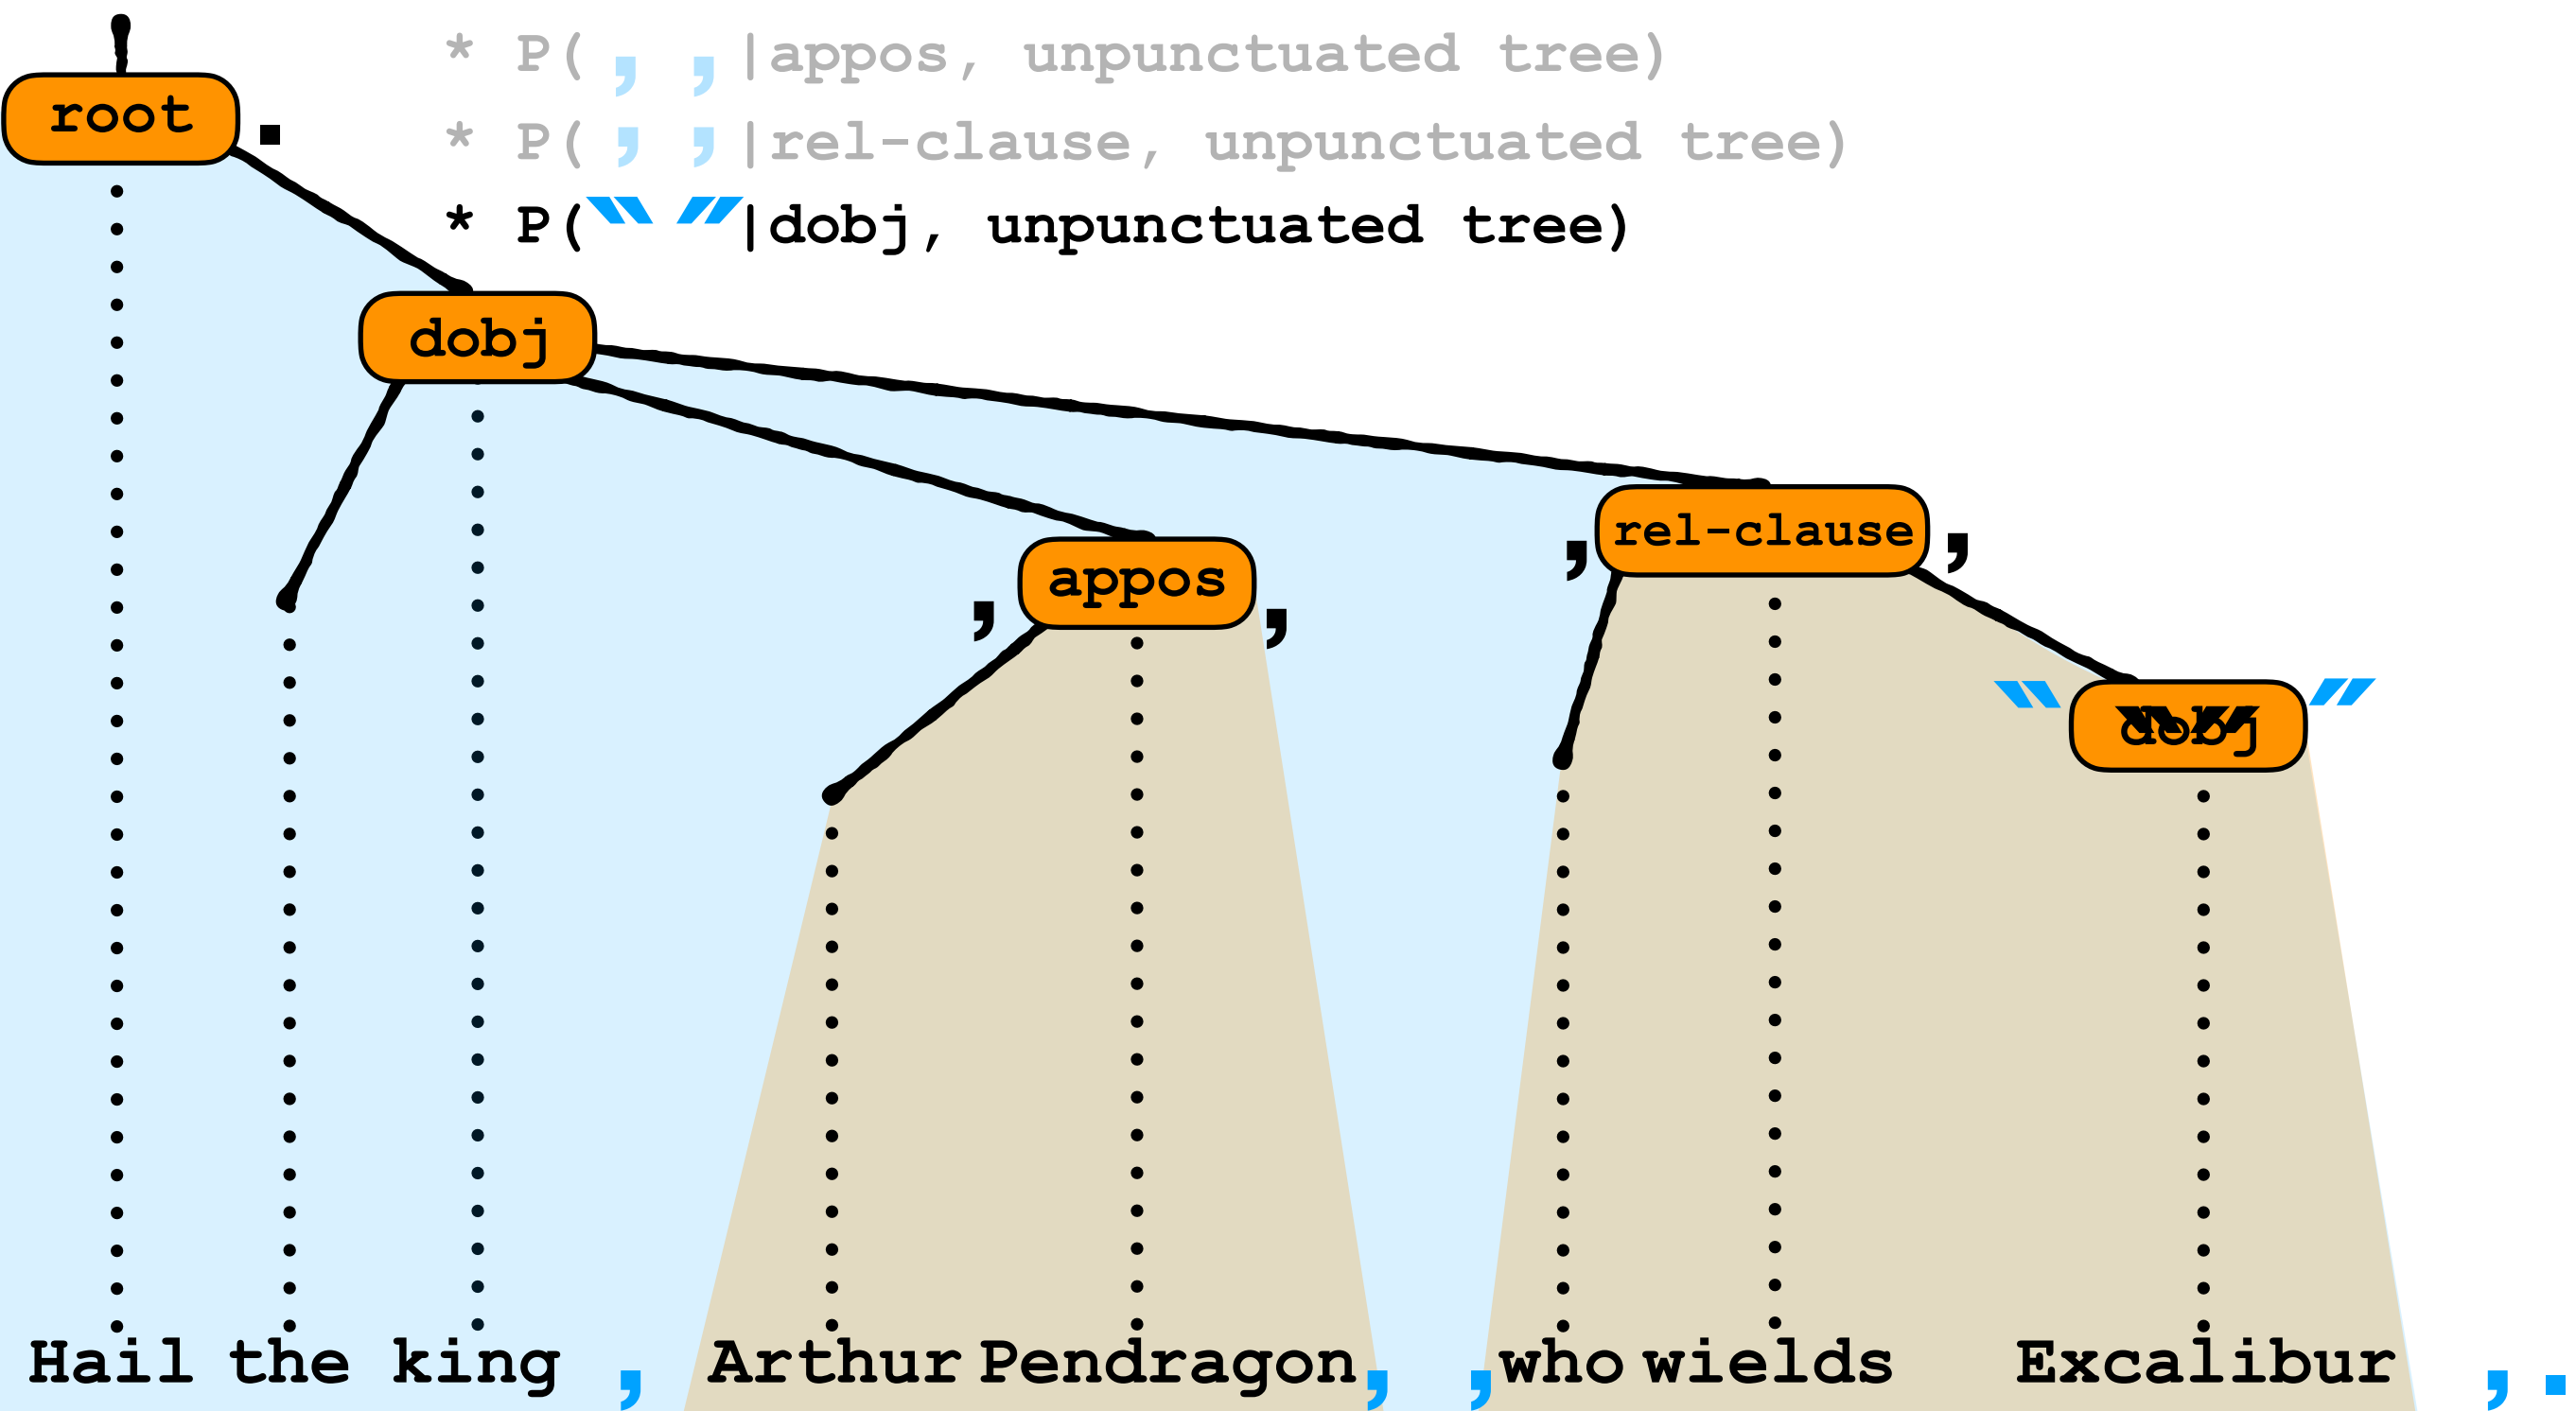 * P( , , |appos, unpunctuated tree)
* P( , , |rel-clause, unpunctuated tree)
* P(“ ”|dobj, unpunctuated tree)
root .
dobj
, rel-clause ,
, appos ,
“ dobj ”
Hail the king , Arthur Pendragon, ,who wields Excalibur , .